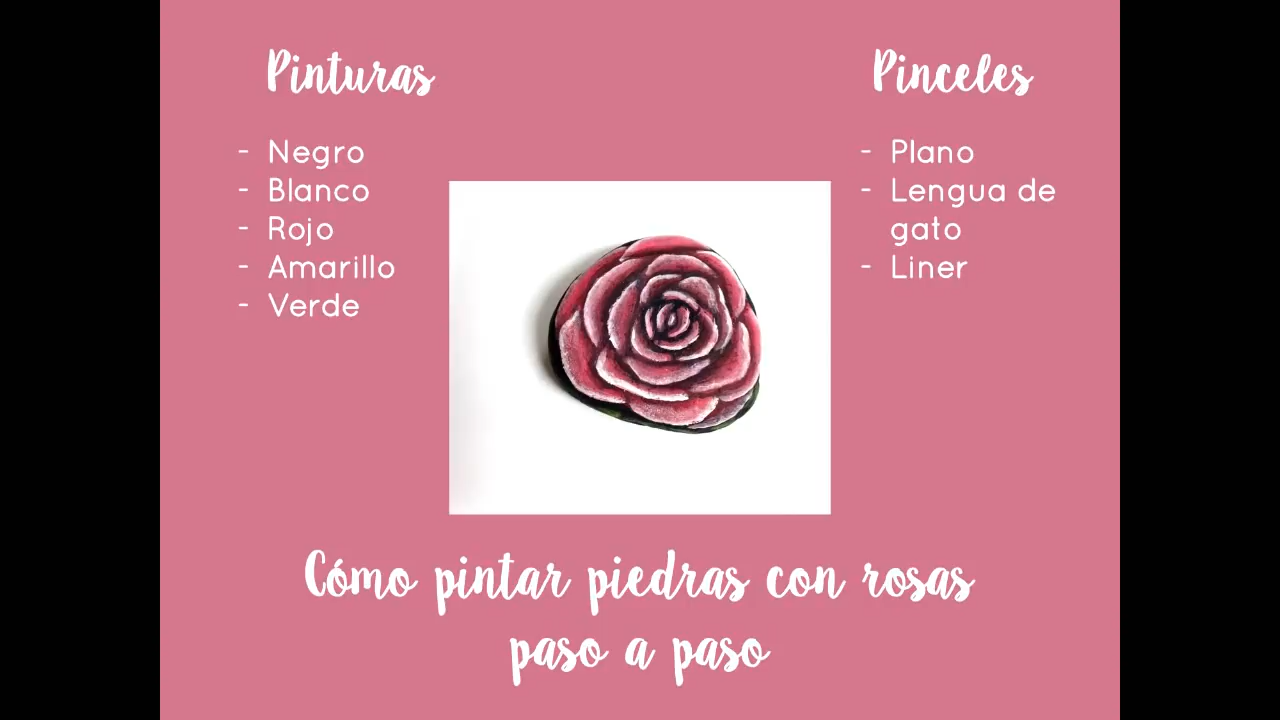 Pinturas
- Negro
- Blanco
- Rojo
- Amarillo
- Verde
Pinceles
- Plano
- Lengua de
gato
- Liner
Cómo pintar piedras con rosas
paso a paso